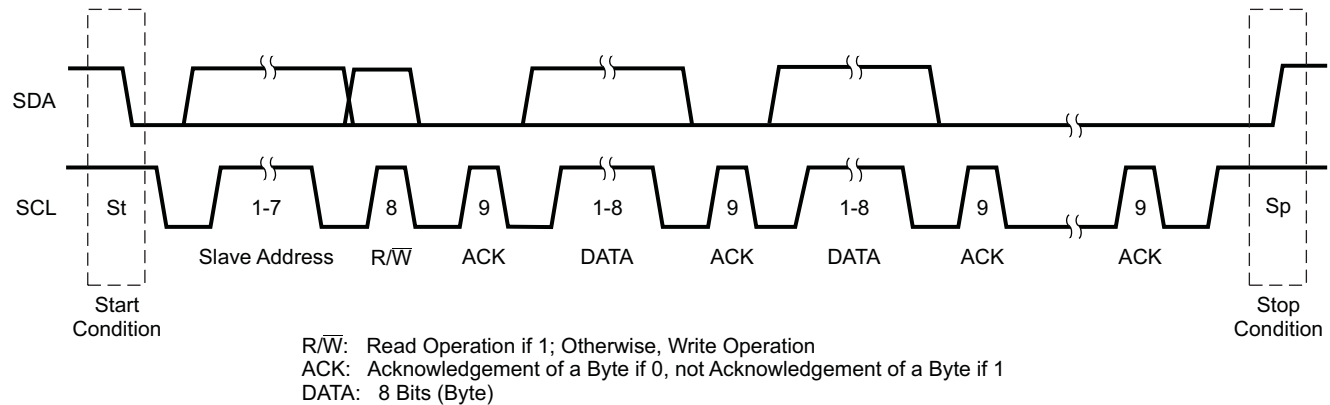 SDA
SCL
St
1-7
8
9
1-8
9
1-8
9
9
Sp
Slave Address
R/W̅
ACK
DATA
ACK
DATA
ACK
ACK
Start
Condition
Stop
Condition
R/W̅: Read Operation if 1; Otherwise, Write Operation
ACK: Acknowledgement of a Byte if 0, not Acknowledgement of a Byte if 1
DATA: 8 Bits (Byte)